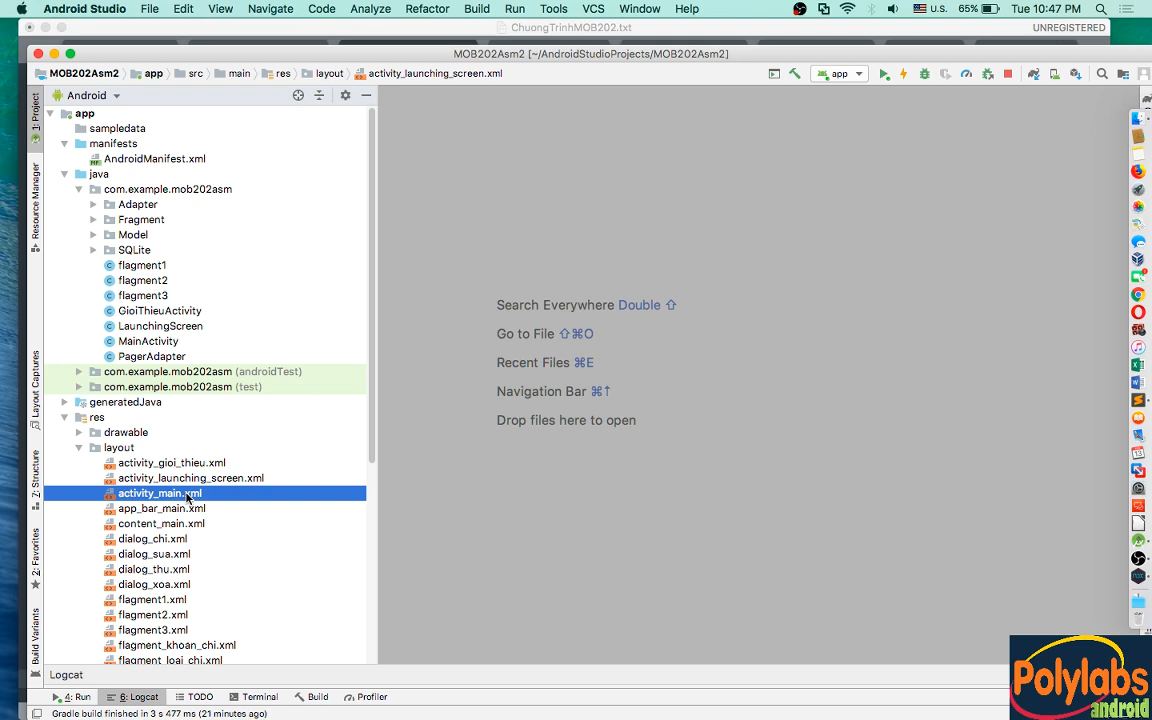 Android Studio File Edit View Navigate Code Analyze Refactor Build Run Tools VCS Window Help U.S. 65% Tue 10:47 PM
ChuongTrinhMOB202.txt UNREGISTERED
MOB202Asm2 [~/AndroidStudioProjects/MOB202Asm2]
MOB202Asm2 app src main res layout activity_launching_screen.xml app
Android
1: Project
Resource Manager
Layout Captures
Z: Structure
2: Favorites
Build Variants
app
sampledata
manifests
AndroidManifest.xml
java
com.example.mob202asm
Adapter
Fragment
Model
SQLite
flagment1
flagment2
flagment3
GioiThieuActivity
LaunchingScreen
MainActivity
PagerAdapter
com.example.mob202asm (androidTest)
com.example.mob202asm (test)
generatedJava
res
drawable
layout
activity_gioi_thieu.xml
activity_launching_screen.xml
activity_main.xml
app_bar_main.xml
content_main.xml
dialog_chi.xml
dialog_sua.xml
dialog_thu.xml
dialog_xoa.xml
flagment1.xml
flagment2.xml
flagment3.xml
flagment_khoan_chi.xml
flagment_loai_chi.xml
Search Everywhere Double ⇧
Go to File ⇧⌘O
Recent Files ⌘E
Navigation Bar ⌘↑
Drop files here to open
Logcat
4: Run 6: Logcat TODO Terminal Build Profiler
Gradle build finished in 3 s 477 ms (21 minutes ago)
Polylabs
android